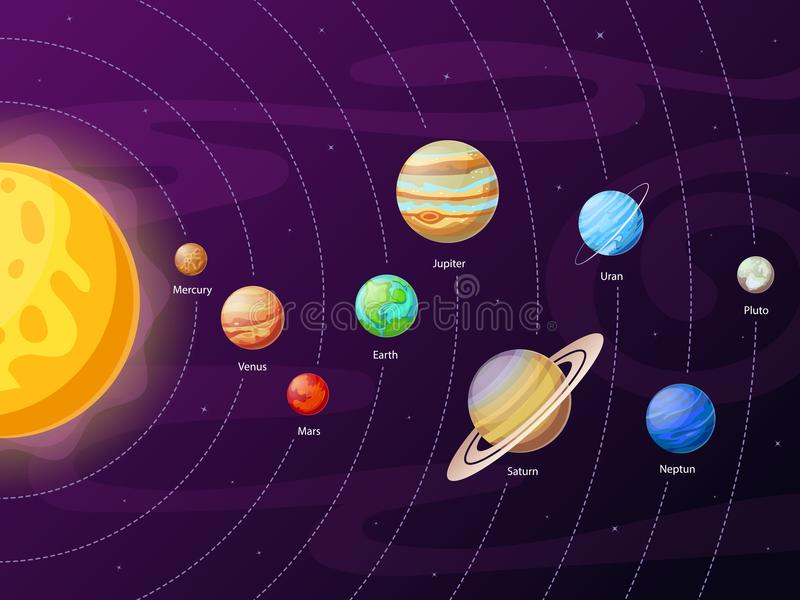 Jupiter
Uran
Mercury
Pluto
dreamstime
Earth
Venus
Mars
Saturn
Neptun